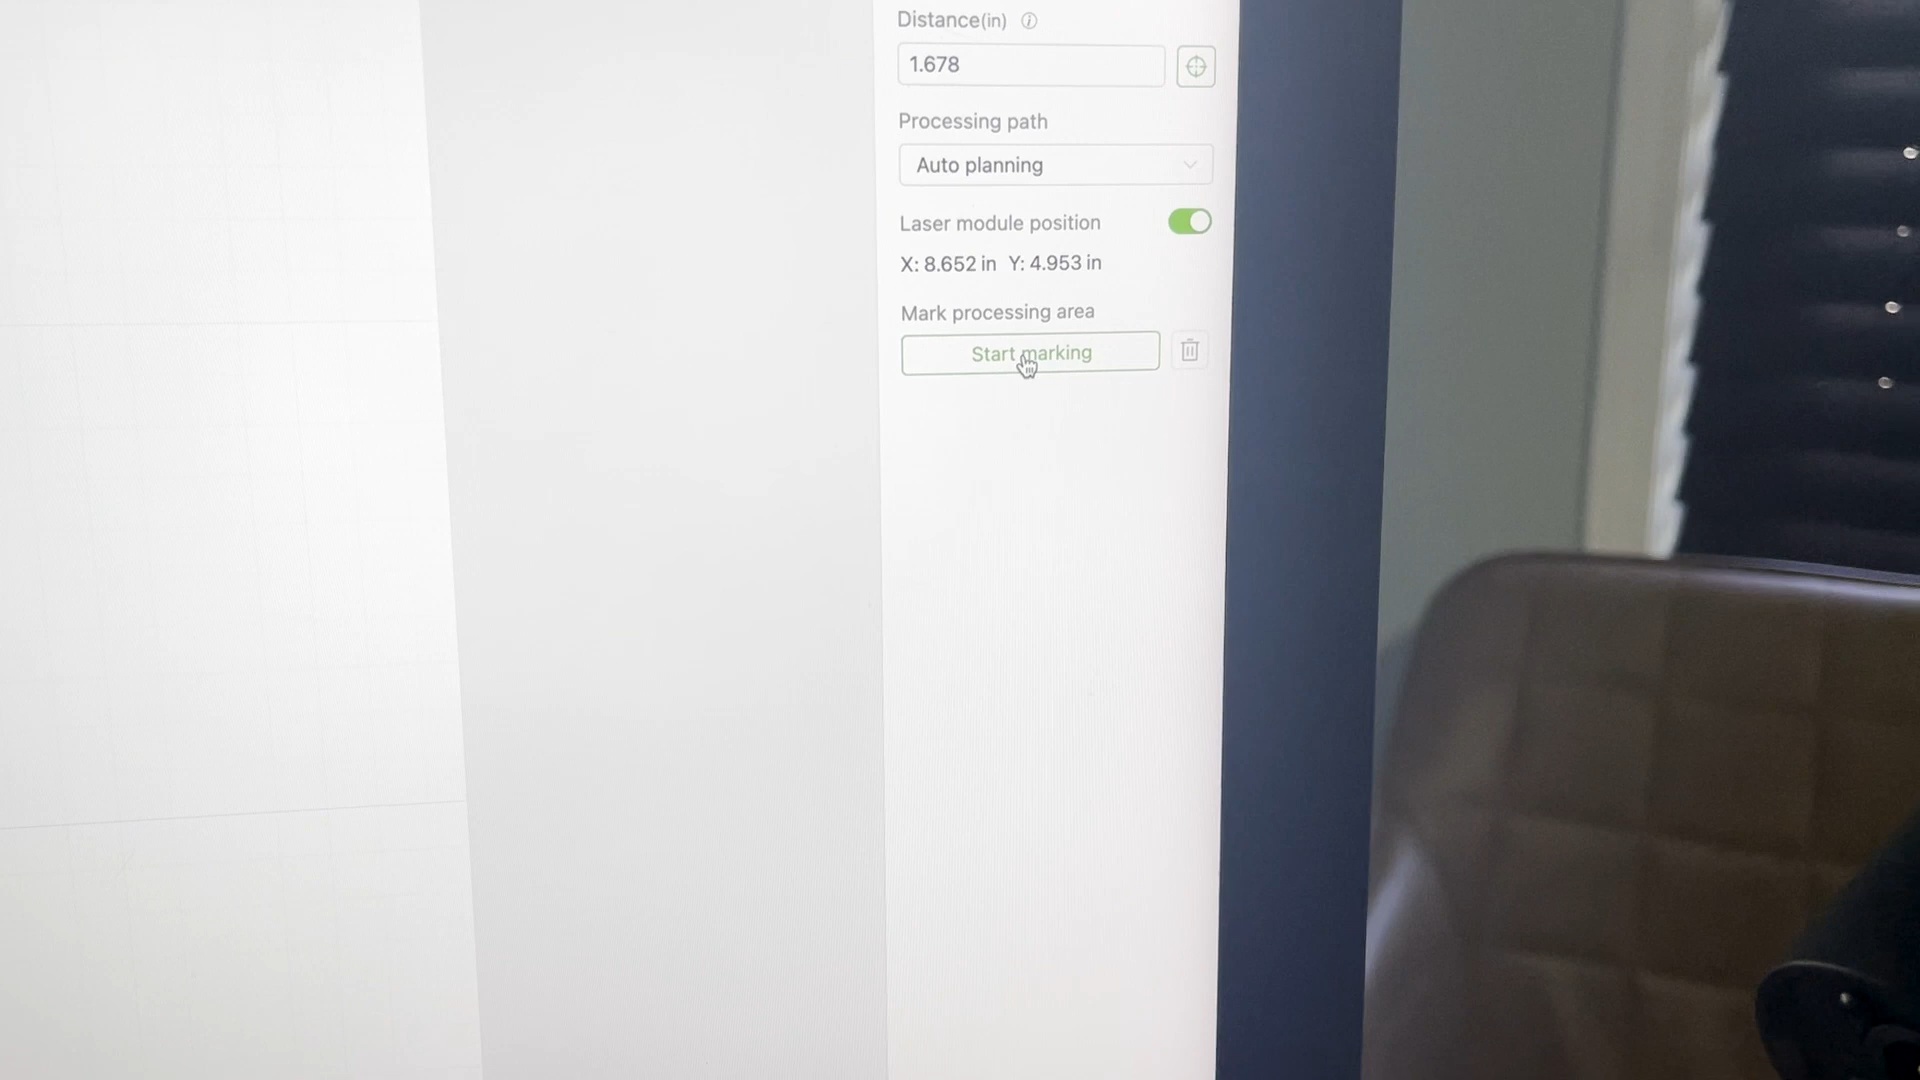 Distance(in)
1.678
Processing path
Auto planning
Laser module position
X: 8.652 in Y: 4.953 in
Mark processing area
Start marking